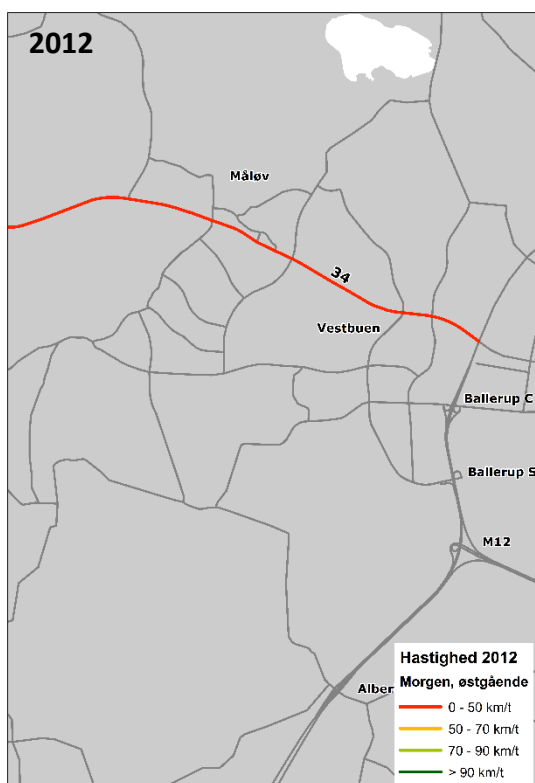 2012
Måløv
34
Vestbuen
Ballerup C
Ballerup S
M12
Alber
Hastighed 2012
Morgen, østgående
0 - 50 km/t
50 - 70 km/t
70 - 90 km/t
> 90 km/t